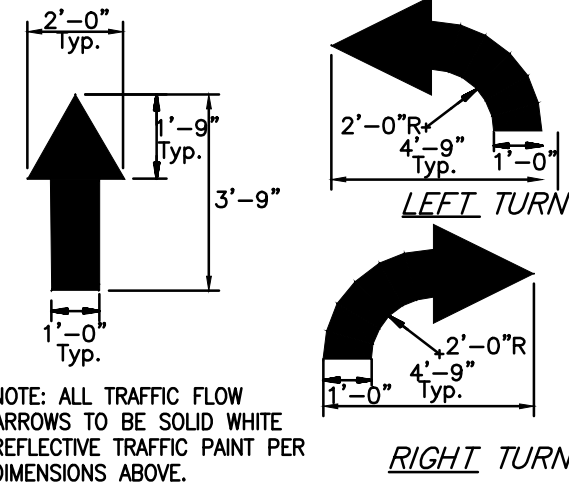 2'-0"
Typ.
1'-9"
Typ.
3'-9"
1'-0"
Typ.
2'-0"R
4'-9"
Typ.
1'-0"
LEFT TURN
2'-0"R
4'-9"
Typ.
1'-0"
RIGHT TURN
NOTE: ALL TRAFFIC FLOW
ARROWS TO BE SOLID WHITE
REFLECTIVE TRAFFIC PAINT PER
DIMENSIONS ABOVE.